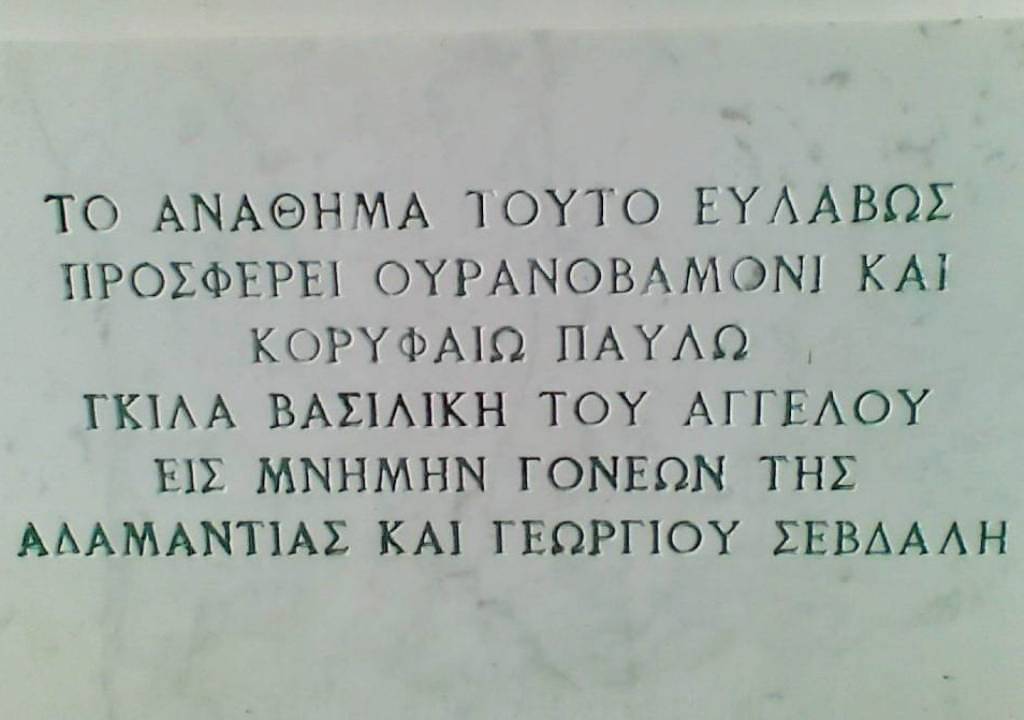 ΤΟ ΑΝΑΘΗΜΑ ΤΟΥΤΟ ΕΥΛΑΒΩΣ
ΠΡΟΣΦΕΡΕΙ ΟΥΡΑΝΟΒΑΜΟΝΙ ΚΑΙ
ΚΟΡΥΦΑΙΩ ΠΑΥΛΩ
ΓΚΙΛΑ ΒΑΣΙΛΙΚΗ ΤΟΥ ΑΓΓΕΛΟΥ
ΕΙΣ ΜΝΗΜΗΝ ΓΟΝΕΩΝ ΤΗΣ
ΑΔΑΜΑΝΤΙΑΣ ΚΑΙ ΓΕΩΡΓΙΟΥ ΣΕΒΔΑΛΗ